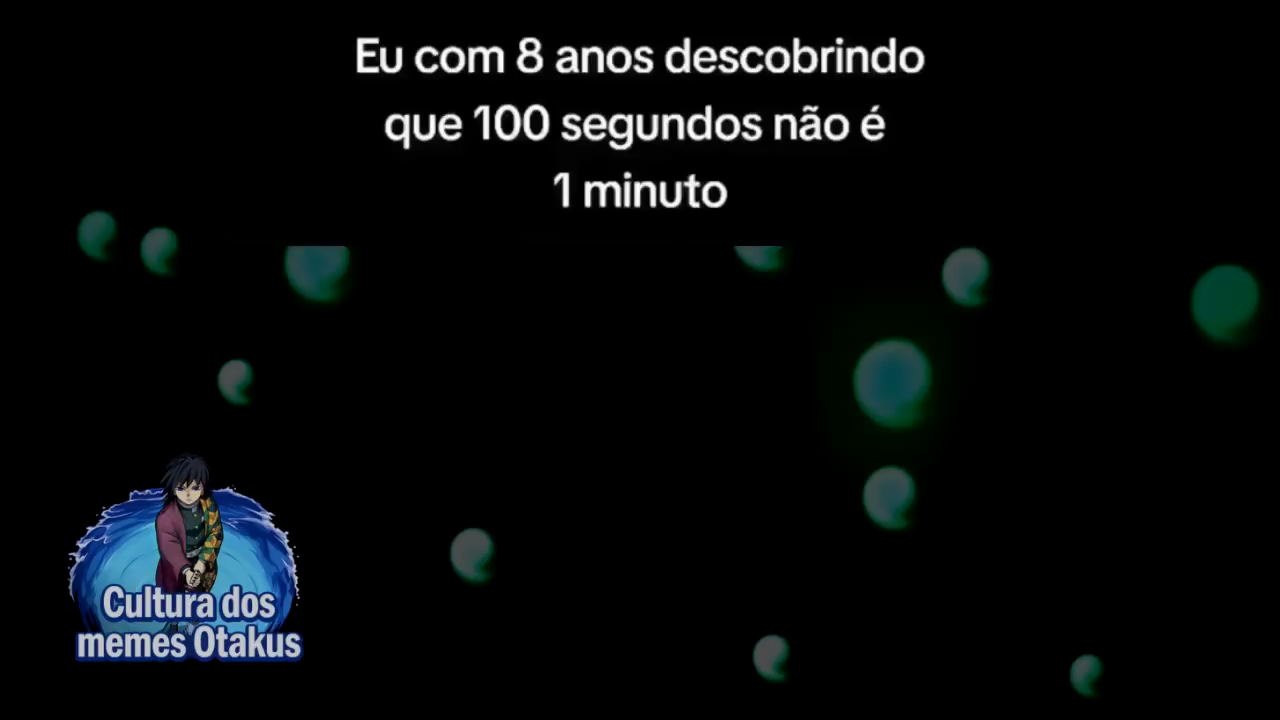 Eu com 8 anos descobrindo
que 100 segundos não é
1 minuto
Cultura dos
memes Otakus